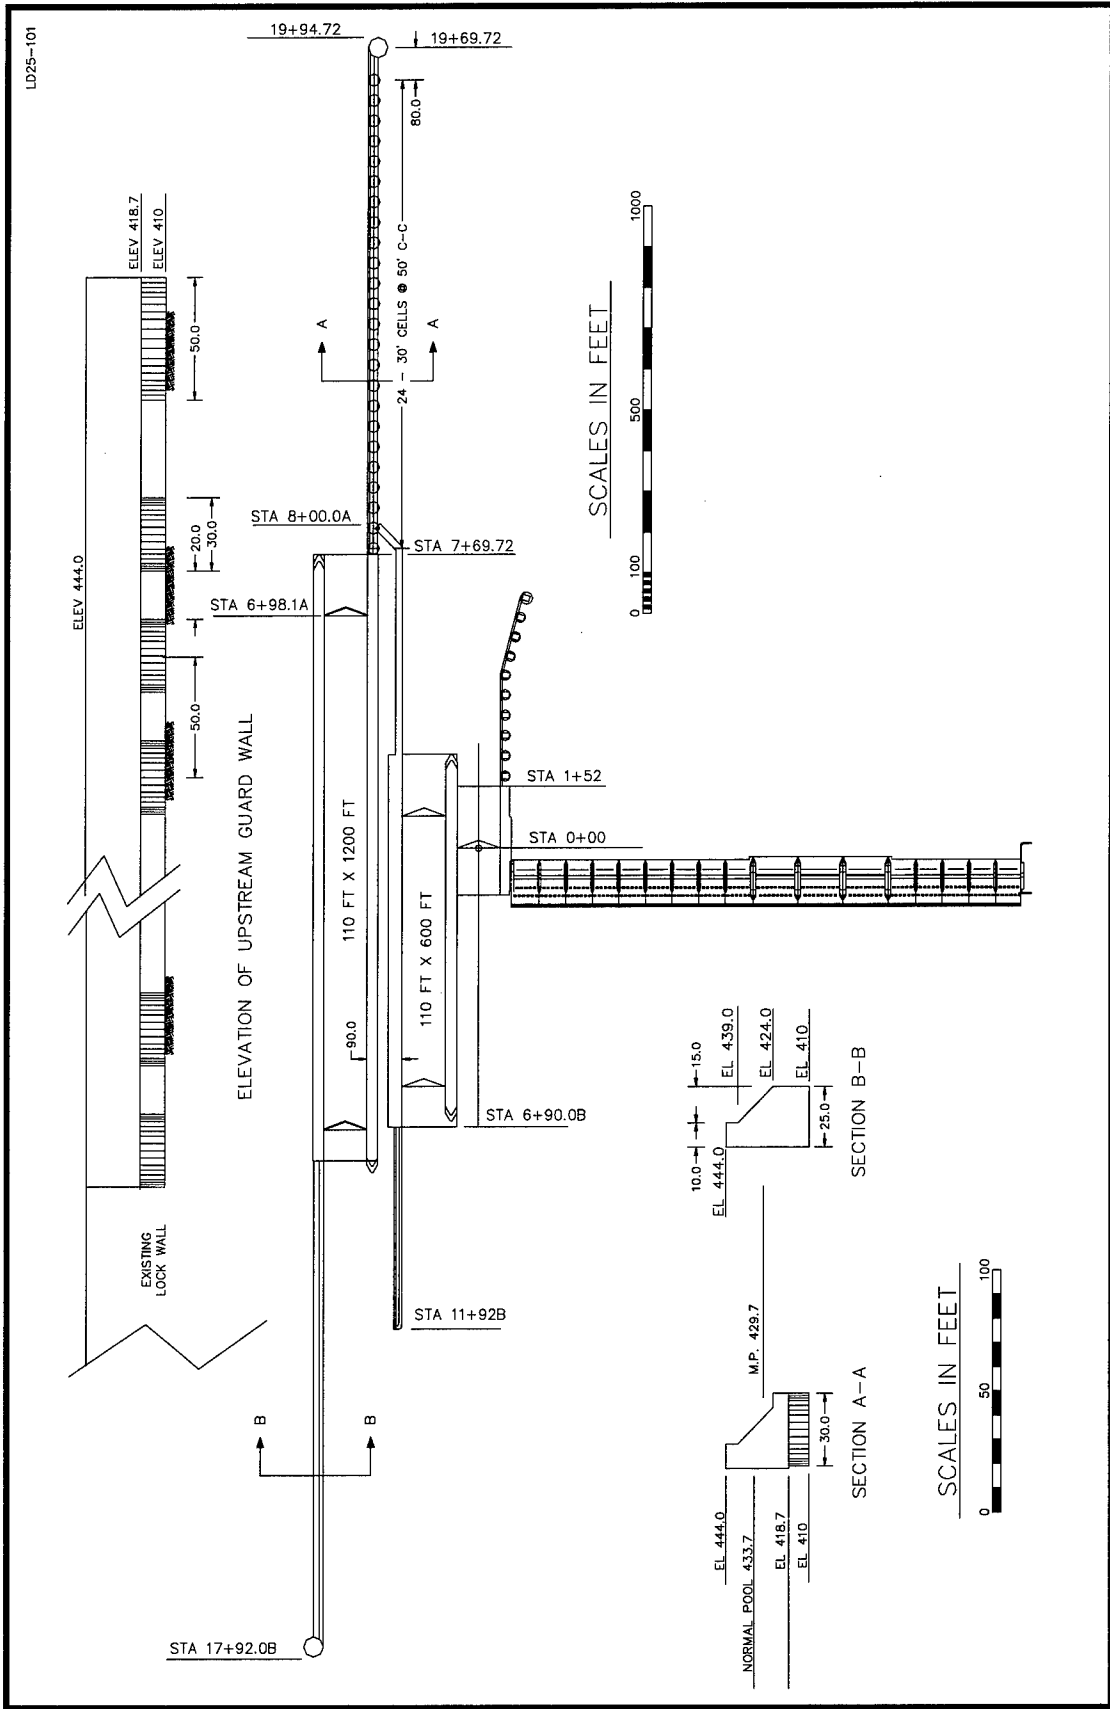 LD25-101
ELEV 444.0
ELEV 418.7
ELEV 410
50.0
20.0
30.0
50.0
EXISTING
LOCK WALL
ELEVATION OF UPSTREAM GUARD WALL
19+94.72
19+69.72
80.0
24 - 30' CELLS @ 50' C-C
A
A
STA 8+00.0A
STA 7+69.72
STA 6+98.1A
110 FT X 1200 FT
110 FT X 600 FT
90.0
STA 1+52
STA 0+00
STA 6+90.0B
STA 11+92B
STA 17+92.0B
B
B
SCALES IN FEET
0
100
500
1000
EL 444.0
NORMAL POOL 433.7
EL 418.7
EL 410
M.P. 429.7
30.0
SECTION A-A
10.0
15.0
EL 444.0
EL 439.0
EL 424.0
EL 410
25.0
SECTION B-B
SCALES IN FEET
0
50
100